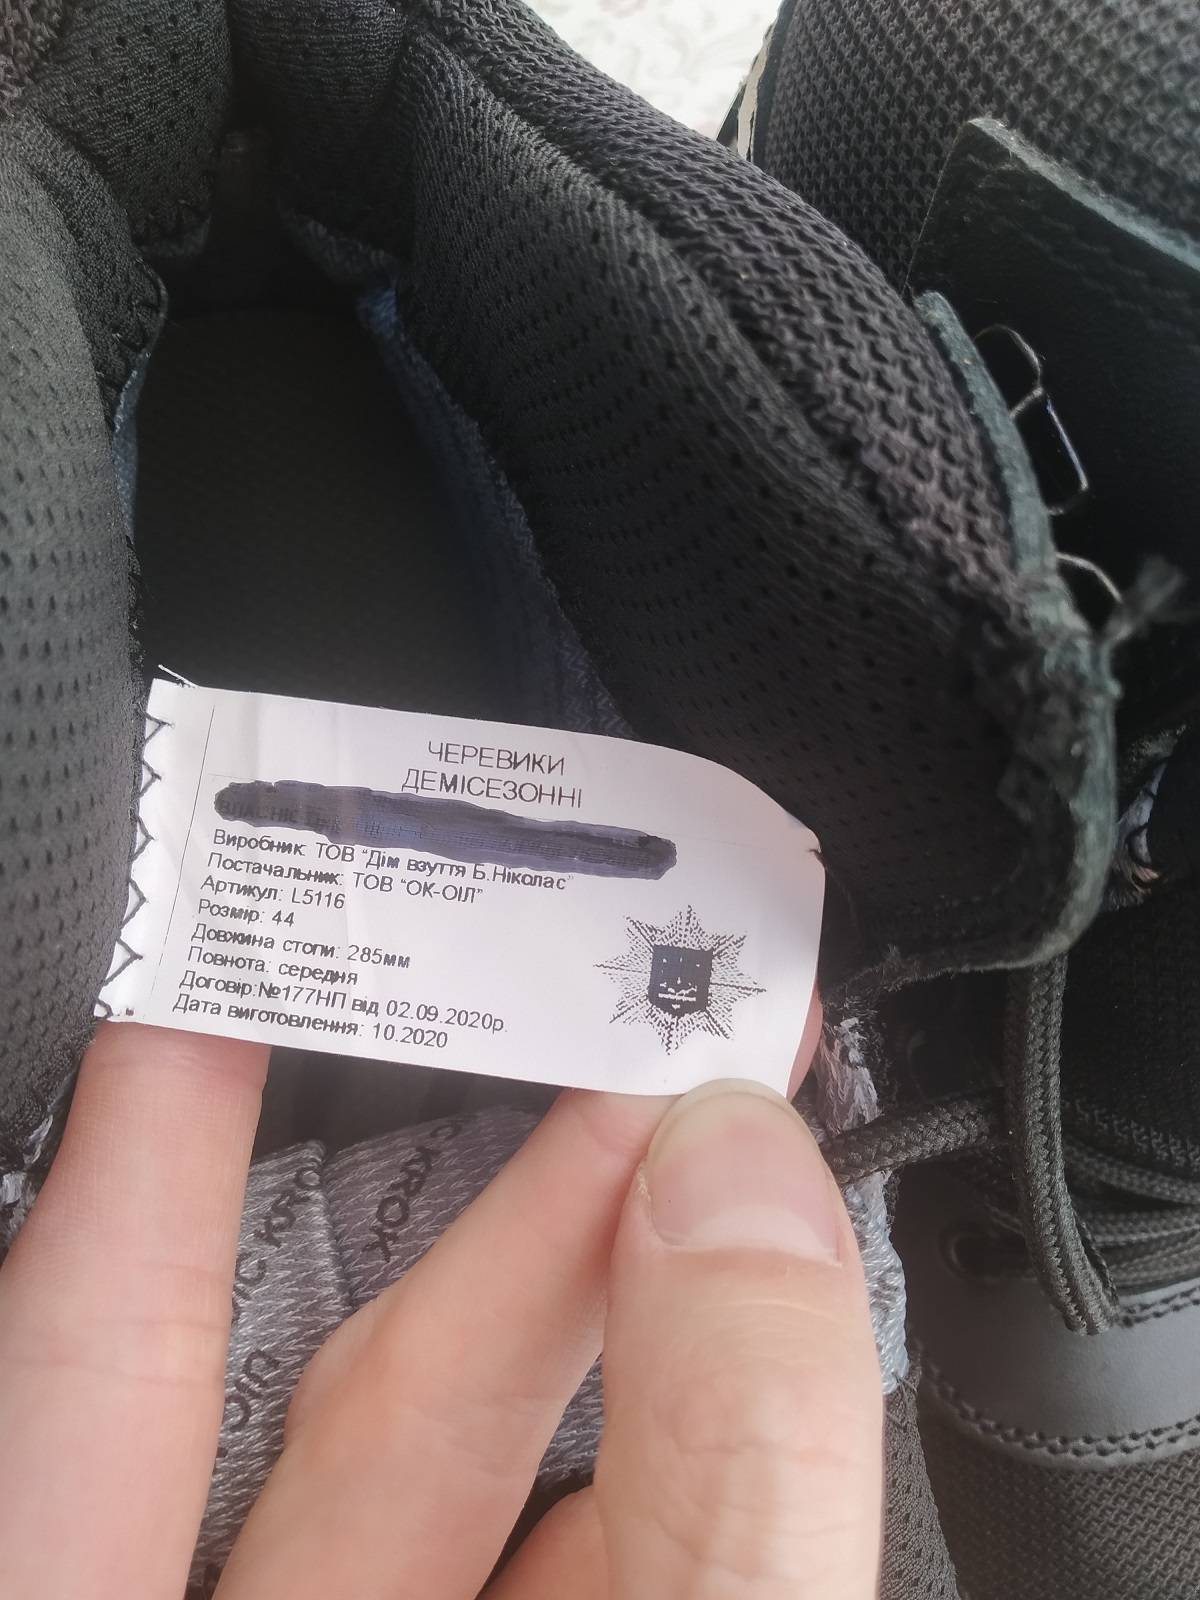 ЧЕРЕВИКИ
ДЕМІСЕЗОННІ
Виробник: ТОВ "Дім взуття Б.Ніколас"
Постачальник: ТОВ "ОК-ОІЛ"
Артикул: L5116
Розмір: 44
Довжина стопи: 285мм
Повнота: середня
Договір:№177НП від 02.09.2020р.
Дата виготовлення: 10.2020